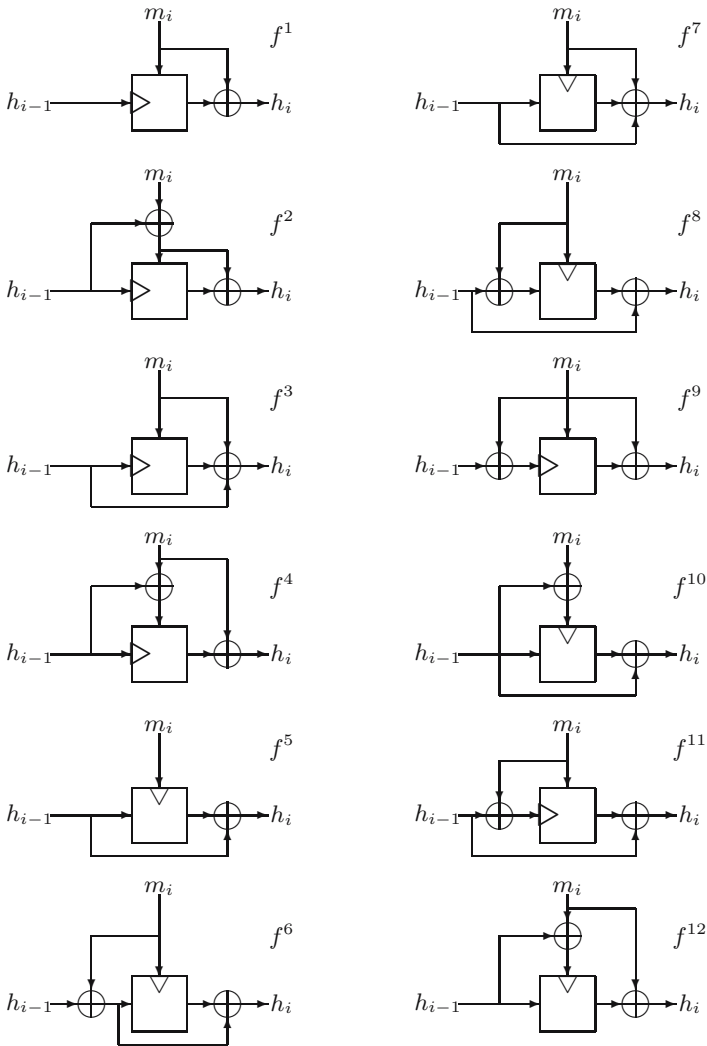 m_i f^1
h_{i−1} h_i
m_i f^7
h_{i−1} h_i
m_i f^2
h_{i−1} h_i
m_i f^8
h_{i−1} h_i
m_i f^3
h_{i−1} h_i
m_i f^9
h_{i−1} h_i
m_i f^4
h_{i−1} h_i
m_i f^{10}
h_{i−1} h_i
m_i f^5
h_{i−1} h_i
m_i f^{11}
h_{i−1} h_i
m_i f^6
h_{i−1} h_i
m_i f^{12}
h_{i−1} h_i